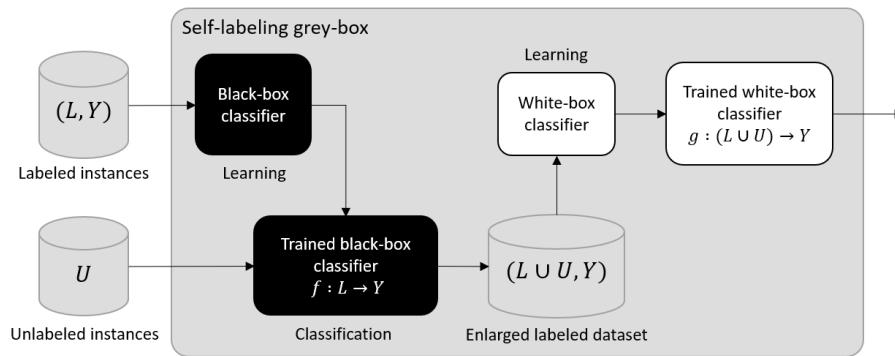 Self-labeling grey-box
(L, Y)
Labeled instances
Black-box
classifier
Learning
Learning
White-box
classifier
Trained white-box
classifier
g : (L ∪ U) → Y
U
Unlabeled instances
Trained black-box
classifier
f : L → Y
Classification
(L ∪ U, Y)
Enlarged labeled dataset